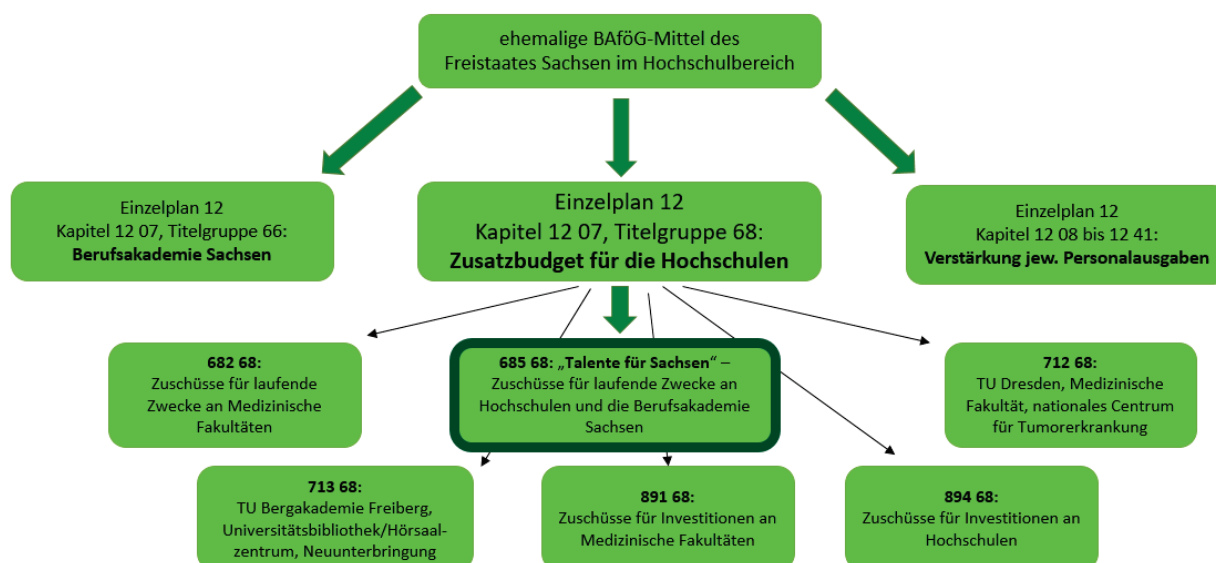 ehemalige BAföG-Mittel des
Freistaates Sachsen im Hochschulbereich
Einzelplan 12
Kapitel 12 07, Titelgruppe 66:
Berufsakademie Sachsen
Einzelplan 12
Kapitel 12 07, Titelgruppe 68:
Zusatzbudget für die Hochschulen
Einzelplan 12
Kapitel 12 08 bis 12 41:
Verstärkung jew. Personalausgaben
682 68:
Zuschüsse für laufende
Zwecke an Medizinische
Fakultäten
685 68: „Talente für Sachsen“ –
Zuschüsse für laufende Zwecke an
Hochschulen und die Berufsakademie
Sachsen
712 68:
TU Dresden, Medizinische
Fakultät, nationales Centrum
für Tumorerkrankung
713 68:
TU Bergakademie Freiberg,
Universitätsbibliothek/Hörsaal-
zentrum, Neuunterbringung
891 68:
Zuschüsse für Investitionen an
Medizinische Fakultäten
894 68:
Zuschüsse für Investitionen an
Hochschulen